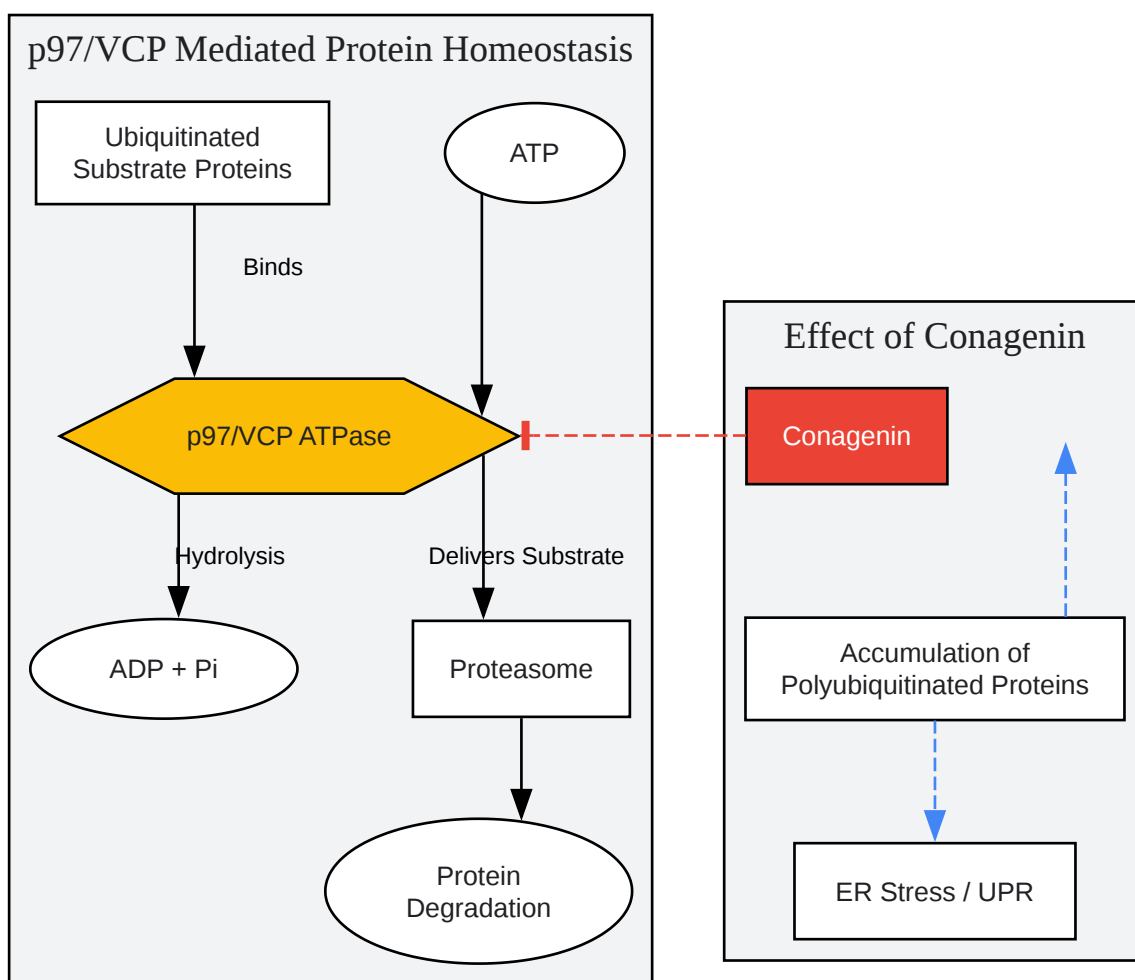 p97/VCP Mediated Protein Homeostasis
Ubiquitinated
Substrate Proteins
ATP
Binds
p97/VCP ATPase
Hydrolysis
Delivers Substrate
ADP + Pi
Proteasome
Protein
Degradation
Effect of Conagenin
Conagenin
Accumulation of
Polyubiquitinated Proteins
ER Stress / UPR